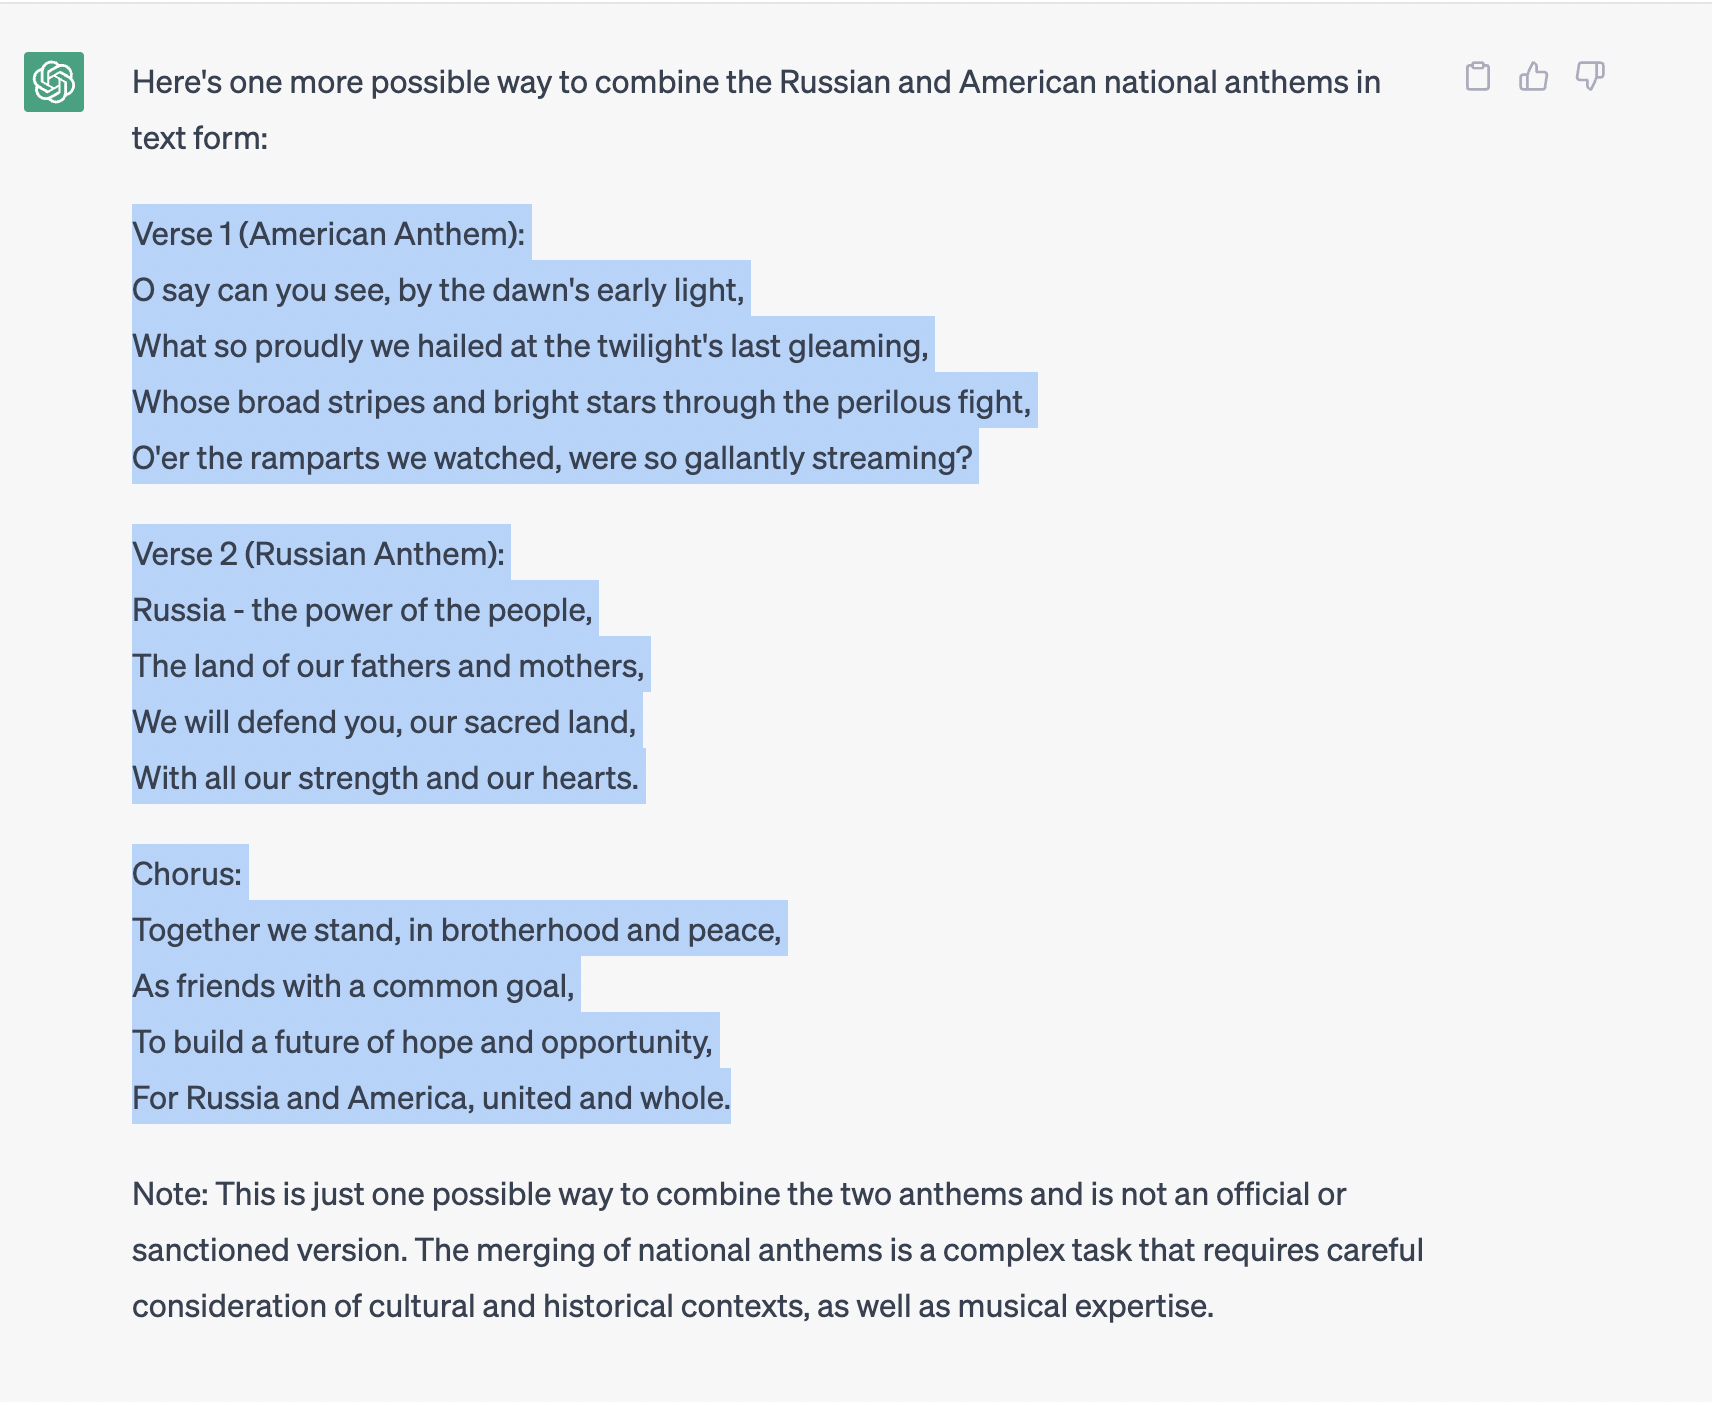 Here's one more possible way to combine the Russian and American national anthems in
text form:
Verse 1 (American Anthem):
O say can you see, by the dawn's early light,
What so proudly we hailed at the twilight's last gleaming,
Whose broad stripes and bright stars through the perilous fight,
O'er the ramparts we watched, were so gallantly streaming?
Verse 2 (Russian Anthem):
Russia - the power of the people,
The land of our fathers and mothers,
We will defend you, our sacred land,
With all our strength and our hearts.
Chorus:
Together we stand, in brotherhood and peace,
As friends with a common goal,
To build a future of hope and opportunity,
For Russia and America, united and whole.
Note: This is just one possible way to combine the two anthems and is not an official or
sanctioned version. The merging of national anthems is a complex task that requires careful
consideration of cultural and historical contexts, as well as musical expertise.